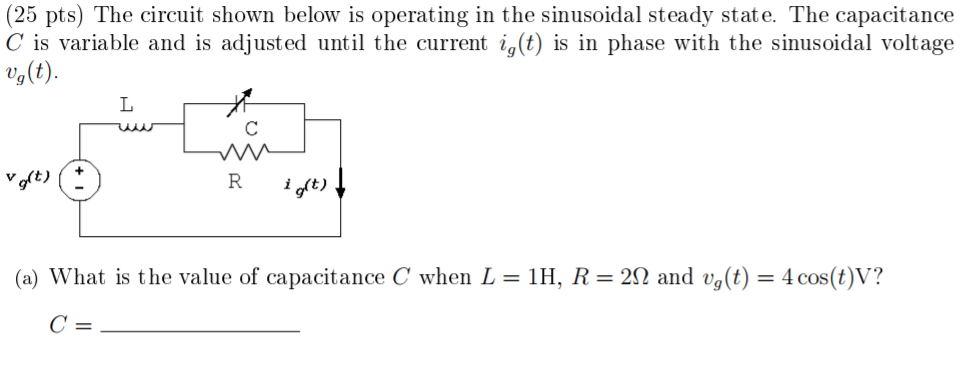 (25 pts) The circuit shown below is operating in the sinusoidal steady state. The capacitance
C is variable and is adjusted until the current i_g(t) is in phase with the sinusoidal voltage
v_g(t).
L
C
v g(t)
+
-
R
i g(t)
(a) What is the value of capacitance C when L = 1H, R = 2Ω and v_g(t) = 4 cos(t)V?
C = ____________